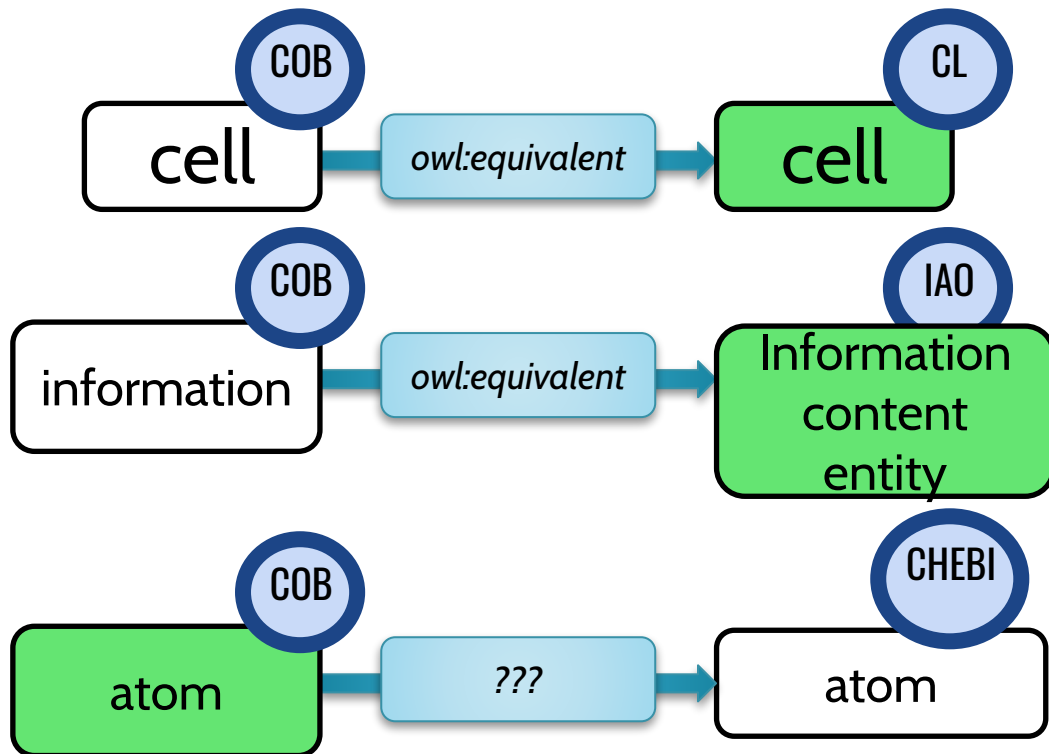 COB
CL
cell
owl:equivalent
cell
COB
IAO
information
owl:equivalent
Information
content
entity
COB
CHEBI
atom
???
atom